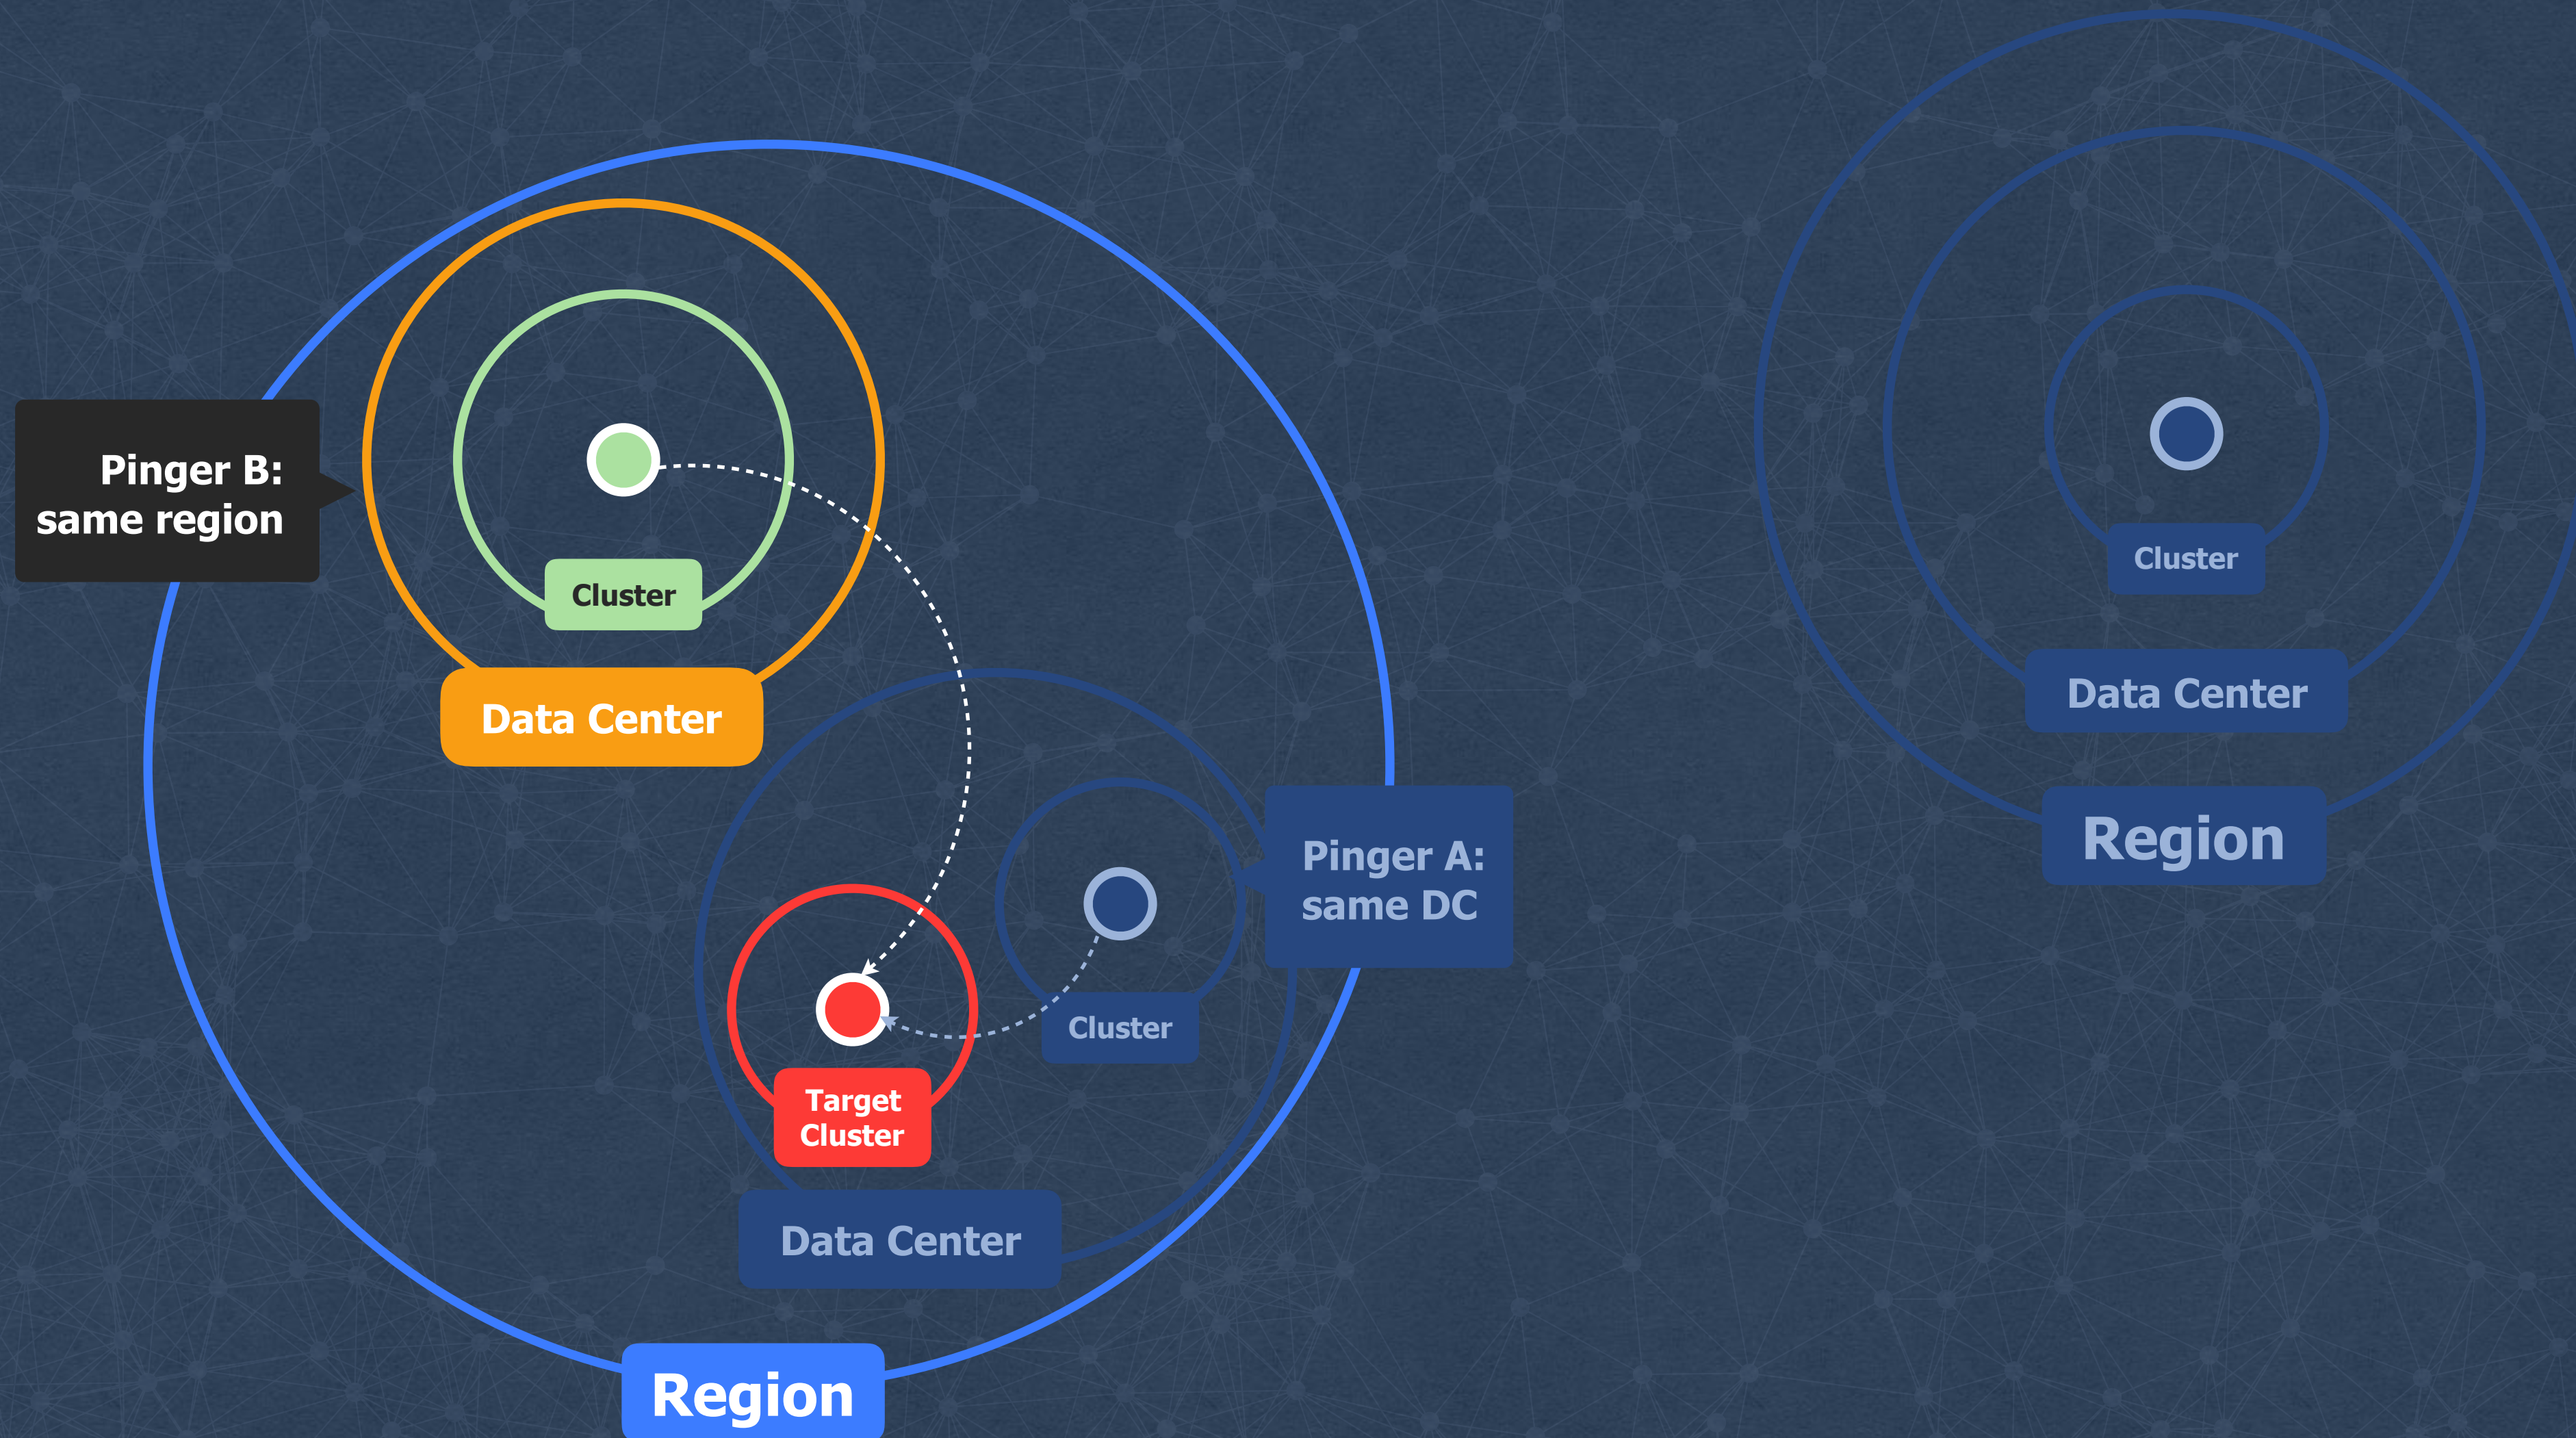 Pinger B:
same region
Cluster
Data Center
Cluster
Data Center
Region
Pinger A:
same DC
Cluster
Target
Cluster
Data Center
Region